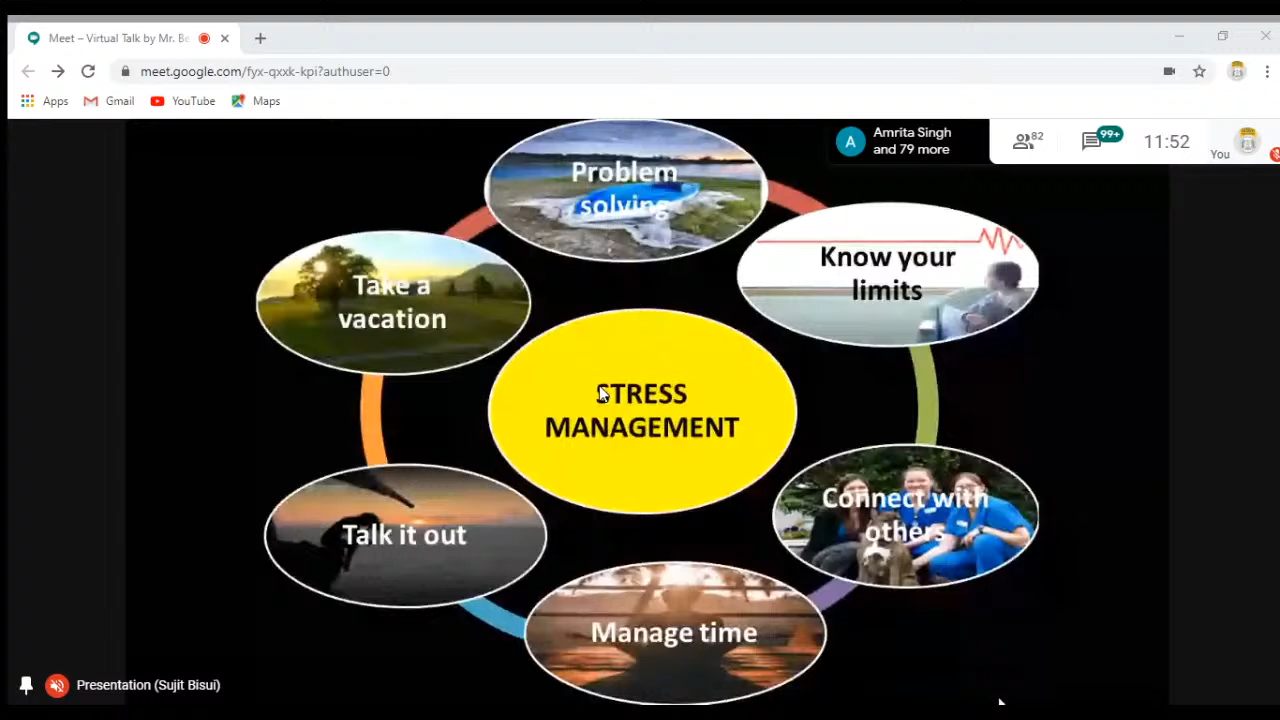 Meet – Virtual Talk by Mr. Be
meet.google.com/fyx-qxxk-kpi?authuser=0
Apps
Gmail
YouTube
Maps
A
Amrita Singh
and 79 more
82
99+
11:52
You
Problem
solving
Know your
limits
Take a
vacation
STRESS
MANAGEMENT
Connect with
others
Talk it out
Manage time
Presentation (Sujit Bisui)